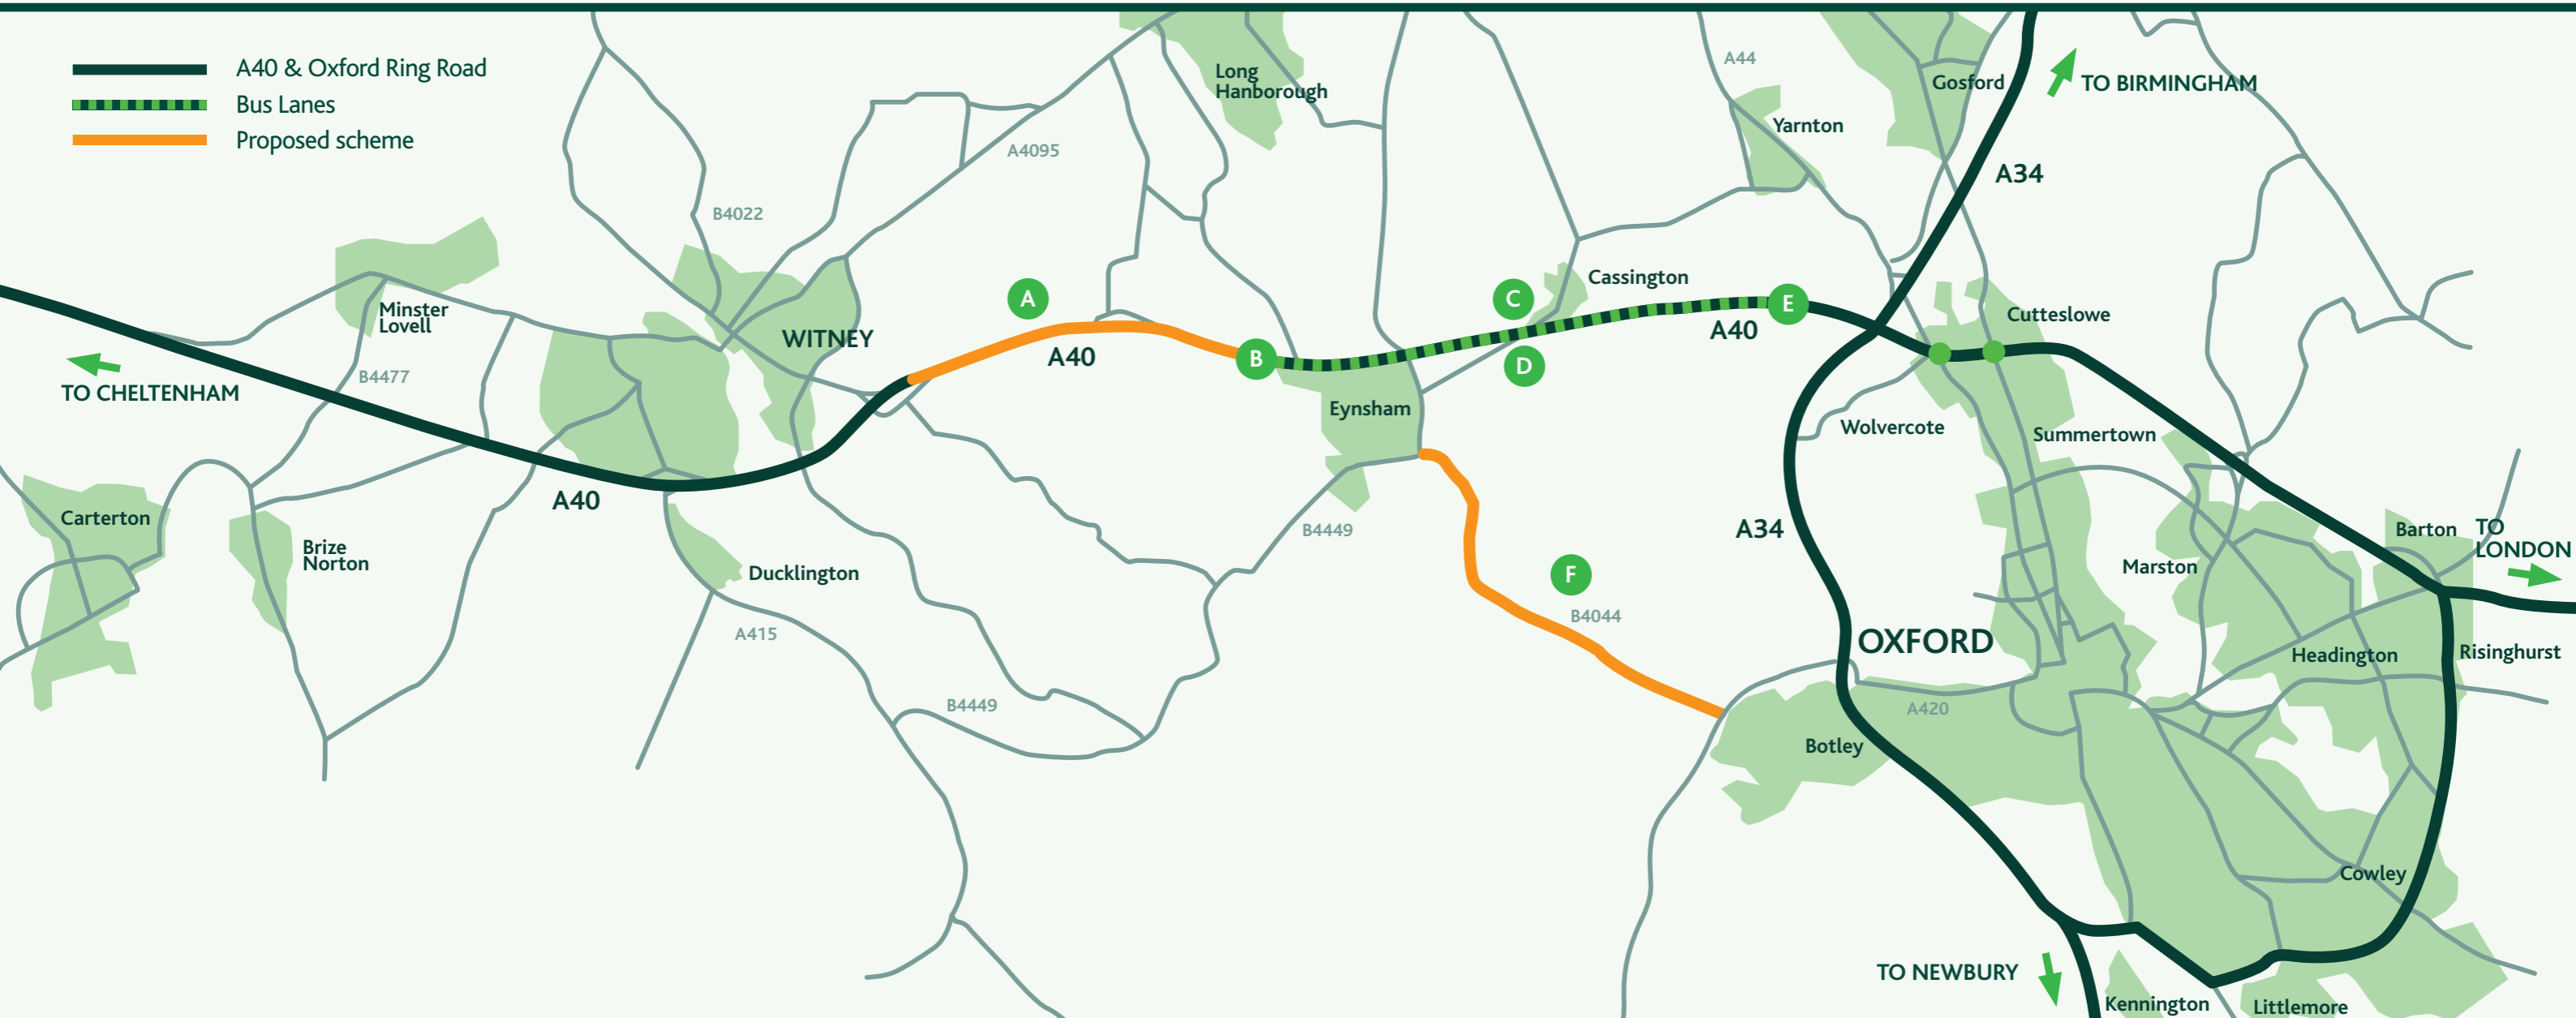 A40 & Oxford Ring Road
Bus Lanes
Proposed scheme
Long
Hanborough
A44
Gosford
TO BIRMINGHAM
Yarnton
A4095
A34
B4022
Cassington
A
C
E
Minster
Lovell
WITNEY
Cutteslowe
A40
A40
B
D
TO CHELTENHAM
B4477
Eynsham
Wolvercote
Summertown
A40
Carterton
B4449
A34
Barton
TO
LONDON
Brize
Norton
Ducklington
F
Marston
B4044
A415
OXFORD
Headington
Risinghurst
B4449
A420
Botley
Cowley
TO NEWBURY
Kennington
Littlemore